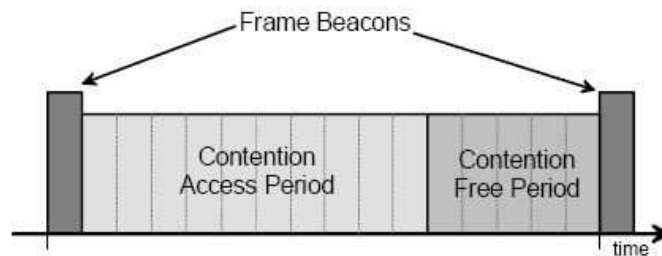 Frame Beacons
Contention
Access Period
Contention
Free Period
time